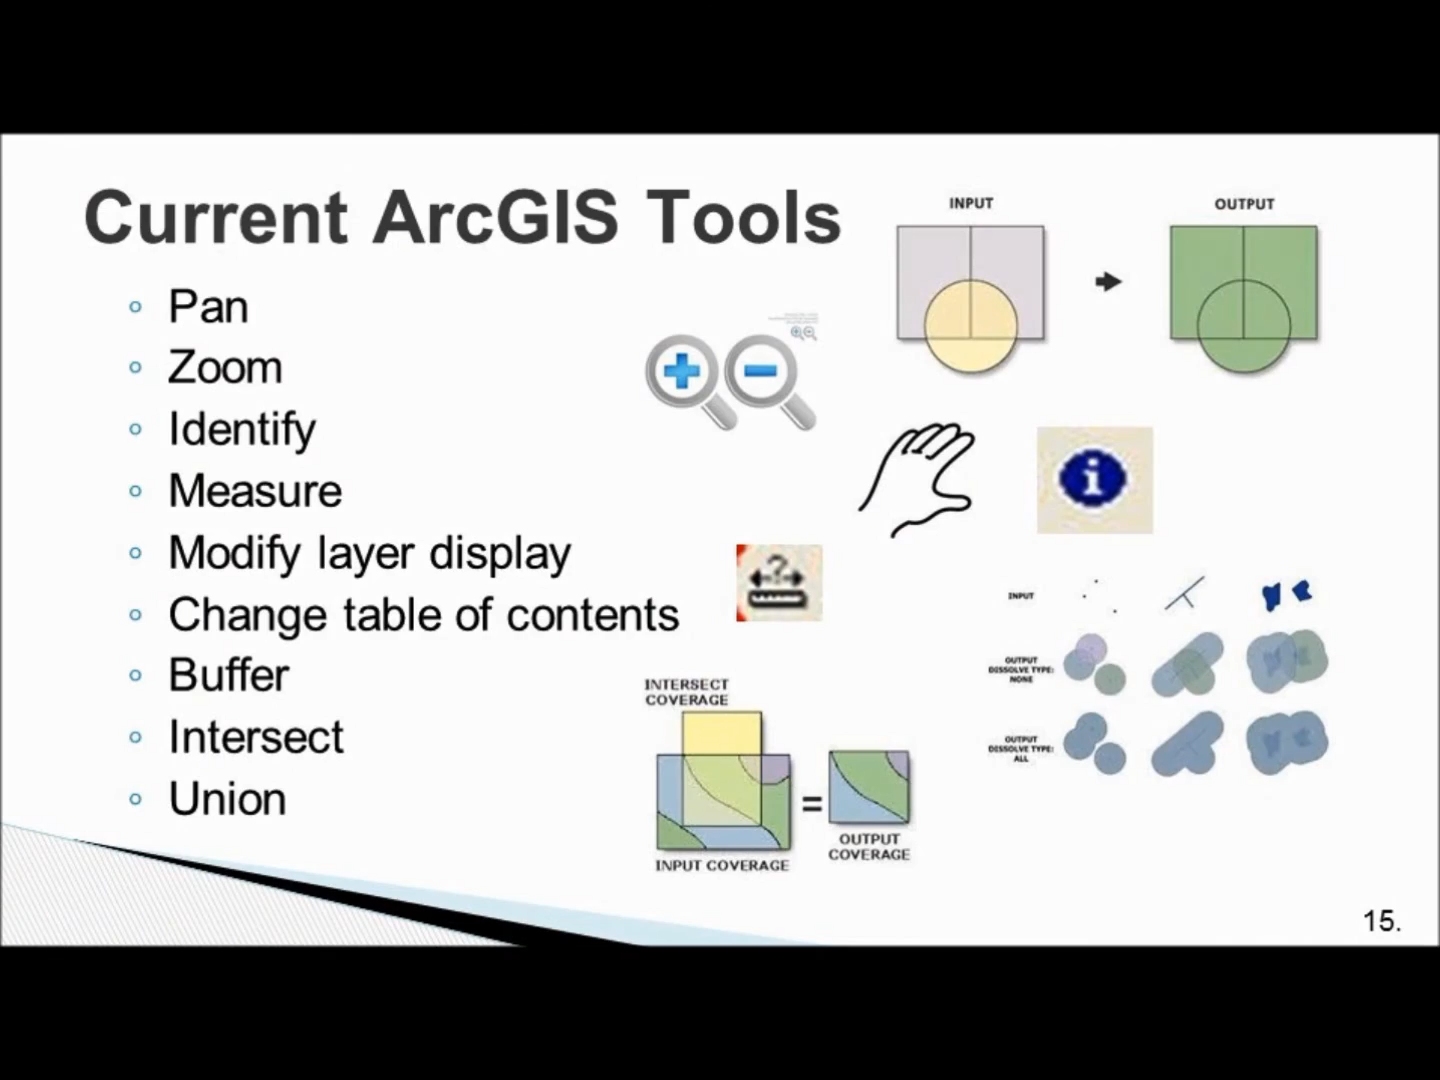 Current ArcGIS Tools
Pan
Zoom
Identify
Measure
Modify layer display
Change table of contents
Buffer
Intersect
Union
INPUT
OUTPUT
i
?
INPUT
OUTPUT
DISSOLVE TYPE:
NONE
OUTPUT
DISSOLVE TYPE:
ALL
INTERSECT
COVERAGE
=
INPUT COVERAGE
OUTPUT
COVERAGE
15.